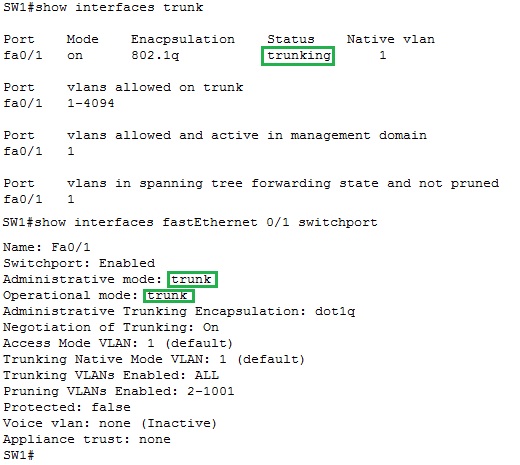 SW1#show interfaces trunk
Port Mode Enacpsulation Status Native vlan
fa0/1 on 802.1q trunking 1
Port vlans allowed on trunk
fa0/1 1-4094
Port vlans allowed and active in management domain
fa0/1 1
Port vlans in spanning tree forwarding state and not pruned
fa0/1 1
SW1#show interfaces fastEthernet 0/1 switchport
Name: Fa0/1
Switchport: Enabled
Administrative mode: trunk
Operational mode: trunk
Administrative Trunking Encapsulation: dot1q
Negotiation of Trunking: On
Access Mode VLAN: 1 (default)
Trunking Native Mode VLAN: 1 (default)
Trunking VLANs Enabled: ALL
Pruning VLANs Enabled: 2-1001
Protected: false
Voice vlan: none (Inactive)
Appliance trust: none
SW1#